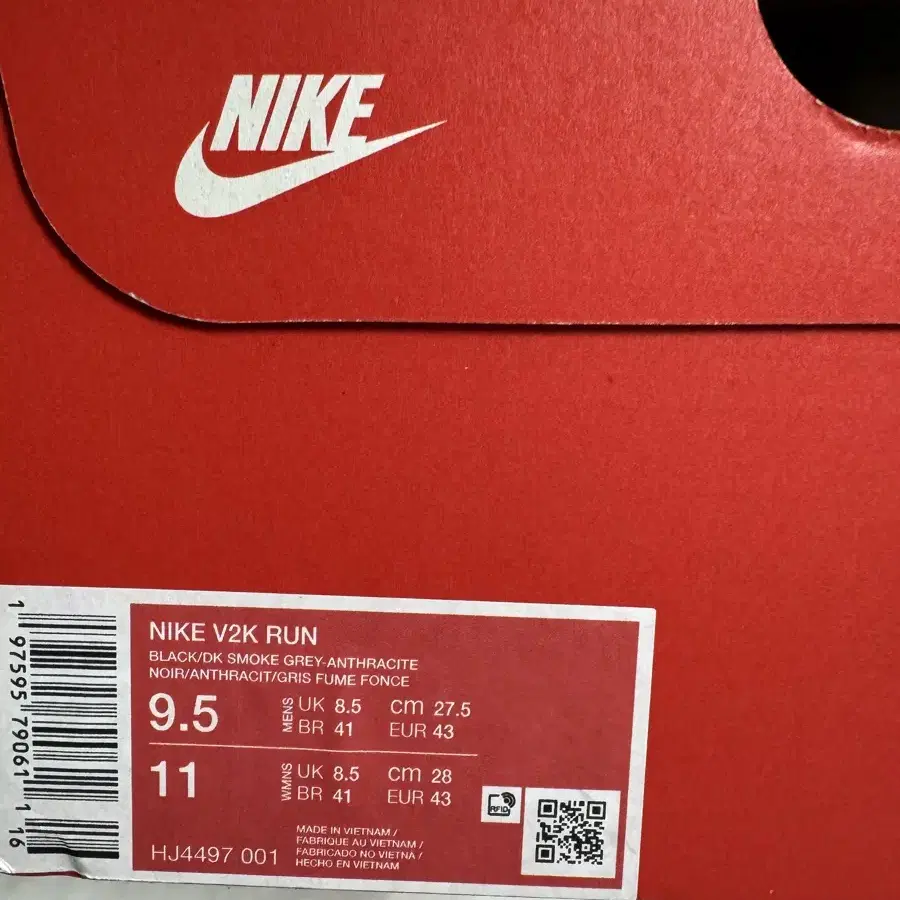 NIKE
NIKE V2K RUN
BLACK/DK SMOKE GREY-ANTHRACITE
NOIR/ANTHRACIT/GRIS FUME FONCE
9.5 MENS UK 8.5 cm 27.5
BR 41 EUR 43
11 WMNS UK 8.5 cm 28
BR 41 EUR 43
RFID
MADE IN VIETNAM /
FABRIQUE AU VIETNAM /
FABRICADO NO VIETNA /
HECHO EN VIETNAM
HJ4497 001
1 97595 79061 1 16